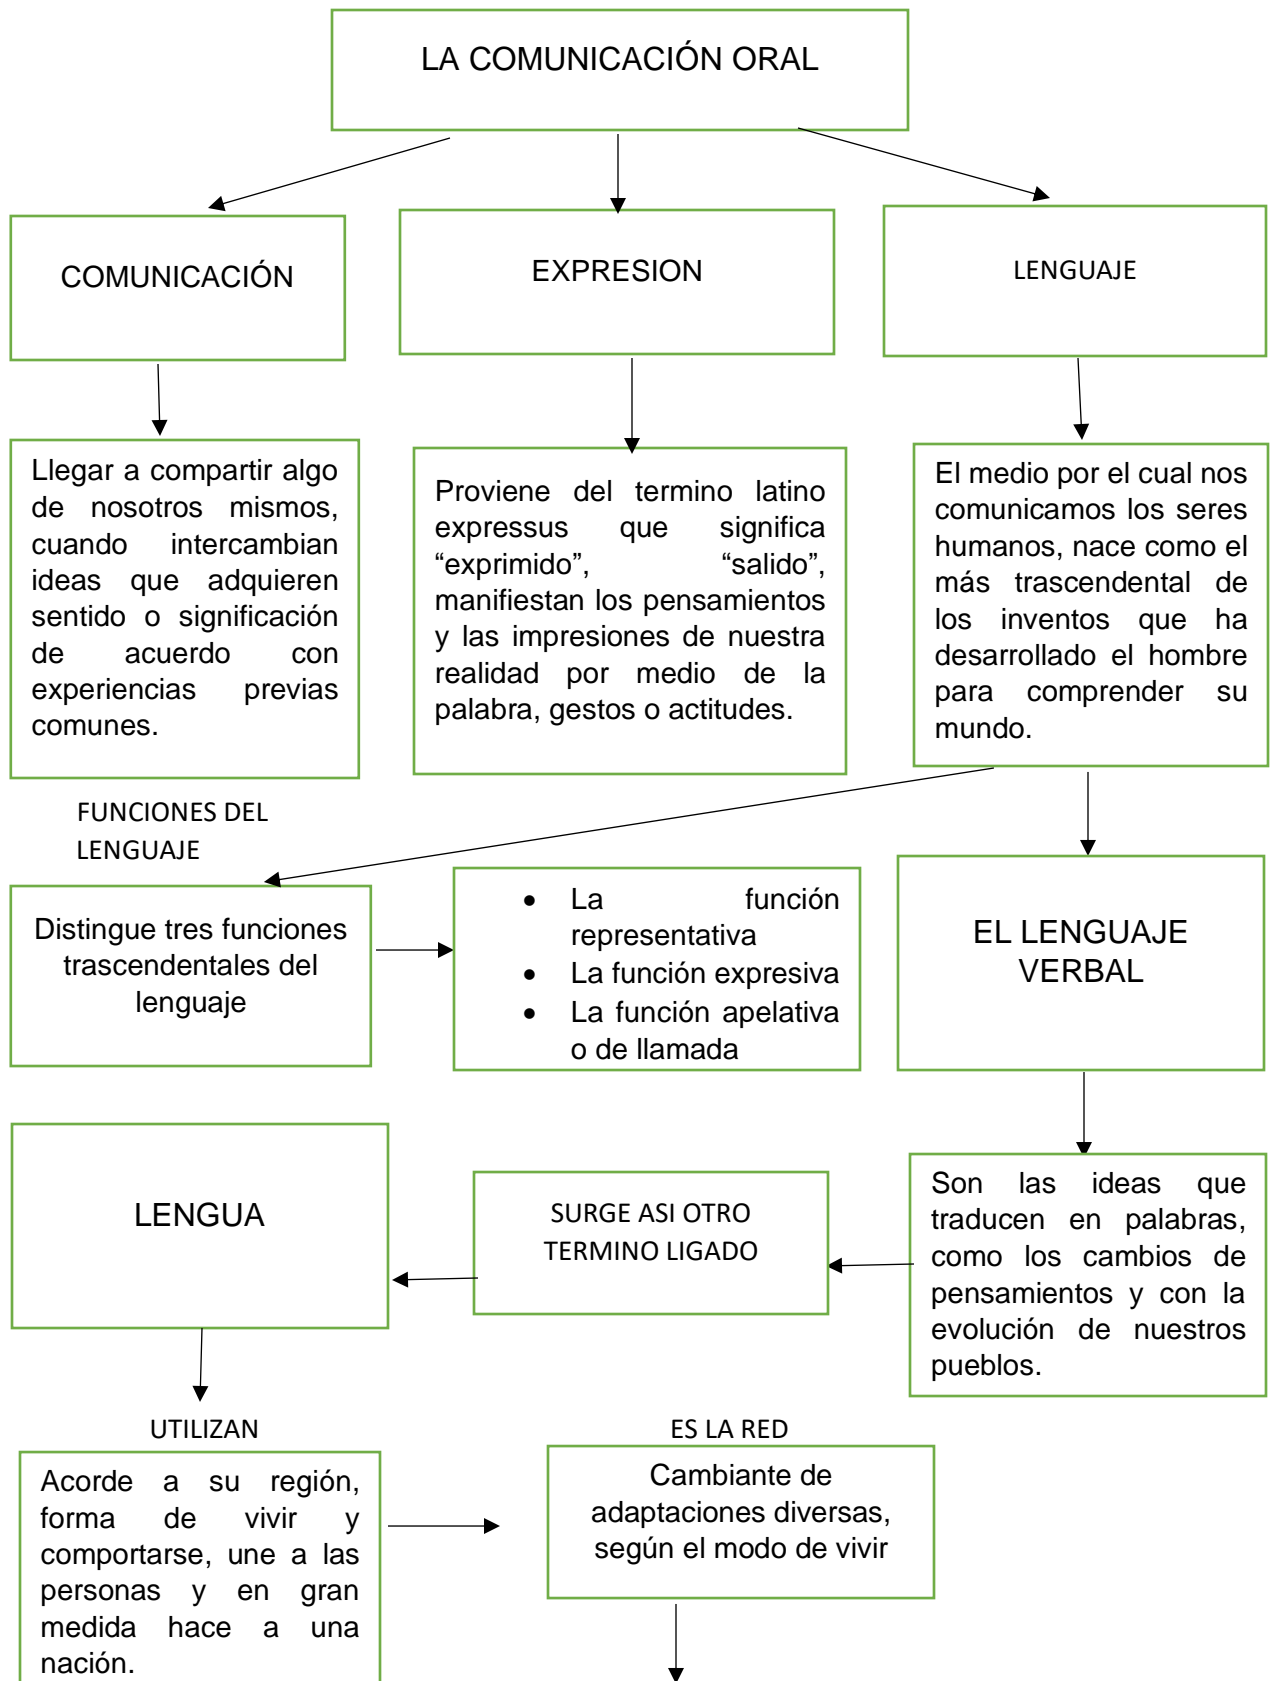 LA COMUNICACIÓN ORAL
COMUNICACIÓN
EXPRESION
LENGUAJE
Llegar a compartir algo
de nosotros mismos,
cuando intercambian
ideas que adquieren
sentido o significación
de acuerdo con
experiencias previas
comunes.
Proviene del termino latino
expressus que significa
“exprimido”, “salido”,
manifiestan los pensamientos
y las impresiones de nuestra
realidad por medio de la
palabra, gestos o actitudes.
El medio por el cual nos
comunicamos los seres
humanos, nace como el
más trascendental de
los inventos que ha
desarrollado el hombre
para comprender su
mundo.
FUNCIONES DEL
LENGUAJE
Distingue tres funciones
trascendentales del
lenguaje
• La función
representativa
• La función expresiva
• La función apelativa
o de llamada
EL LENGUAJE
VERBAL
LENGUA
SURGE ASI OTRO
TERMINO LIGADO
Son las ideas que
traducen en palabras,
como los cambios de
pensamientos y con la
evolución de nuestros
pueblos.
UTILIZAN
Acorde a su región,
forma de vivir y
comportarse, une a las
personas y en gran
medida hace a una
nación.
ES LA RED
Cambiante de
adaptaciones diversas,
según el modo de vivir